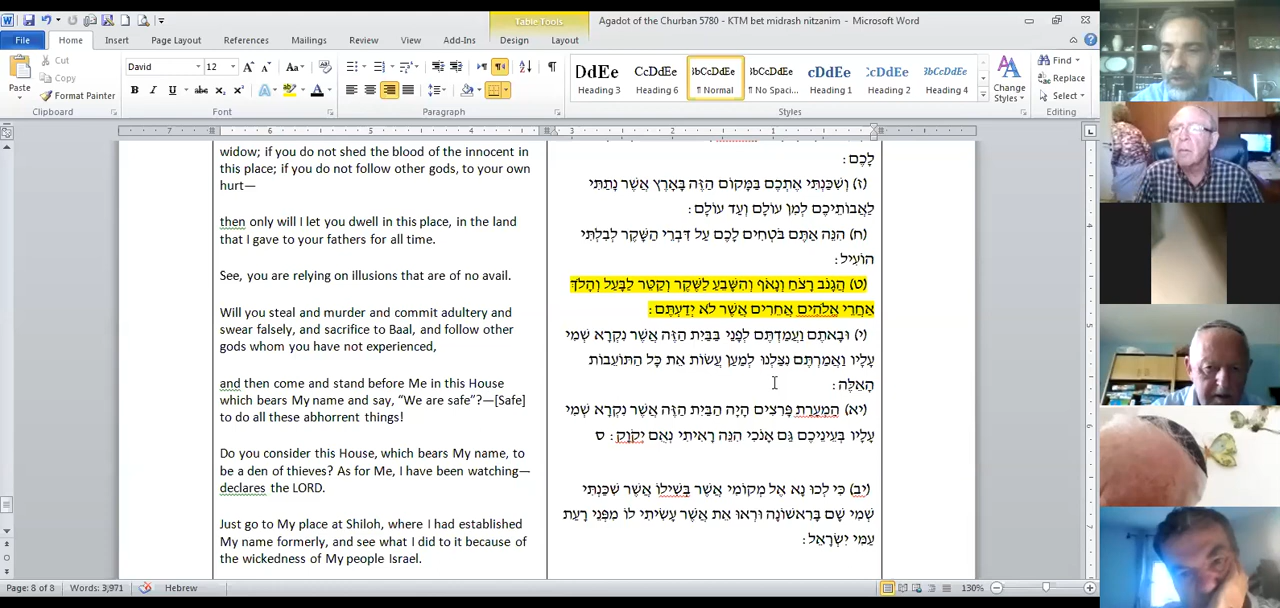 Table Tools
Agadot of the Churban 5780 - KTM bet midrash nitzanim - Microsoft Word
File Home Insert Page Layout References Mailings Review View Add-Ins Design Layout
Paste
Cut
Copy
Format Painter
Clipboard
David 12
Font
Paragraph
DdEe CcDdEe ÞbCcDdE ÞbCcDdE cDdEe cDdEe bCcDdEe
Heading 3 Heading 6 ¶ Normal ¶ No Spaci... Heading 1 Heading 2 Heading 4
Change Styles
Styles
Find
Replace
Select
Editing
widow; if you do not shed the blood of the innocent in
this place; if you do not follow other gods, to your own
hurt—
then only will I let you dwell in this place, in the land
that I gave to your fathers for all time.
See, you are relying on illusions that are of no avail.
Will you steal and murder and commit adultery and
swear falsely, and sacrifice to Baal, and follow other
gods whom you have not experienced,
and then come and stand before Me in this House
which bears My name and say, “We are safe”?—[Safe]
to do all these abhorrent things!
Do you consider this House, which bears My name, to
be a den of thieves? As for Me, I have been watching—
declares the LORD.
Just go to My place at Shiloh, where I had established
My name formerly, and see what I did to it because of
the wickedness of My people Israel.
לָכֶם:
(ז) וְשִׁכַּנְתִּי אֶתְכֶם בַּמָּקוֹם הַזֶּה בָּאָרֶץ אֲשֶׁר נָתַתִּי
לַאֲבוֹתֵיכֶם לְמִן עוֹלָם וְעַד עוֹלָם:
(ח) הִנֵּה אַתֶּם בֹּטְחִים לָכֶם עַל דִּבְרֵי הַשָּׁקֶר לְבִלְתִּי
הוֹעִיל:
(ט) הֲגָנֹב רָצֹחַ וְנָאֹף וְהִשָּׁבֵעַ לַשֶּׁקֶר וְקַטֵּר לַבָּעַל וְהָלֹךְ
אַחֲרֵי אֱלֹהִים אֲחֵרִים אֲשֶׁר לֹא יְדַעְתֶּם:
(י) וּבָאתֶם וַעֲמַדְתֶּם לְפָנַי בַּבַּיִת הַזֶּה אֲשֶׁר נִקְרָא שְׁמִי
עָלָיו וַאֲמַרְתֶּם נִצַּלְנוּ לְמַעַן עֲשׂוֹת אֵת כָּל הַתּוֹעֵבוֹת
הָאֵלֶּה:
(יא) הַמְעָרַת פָּרִצִים הָיָה הַבַּיִת הַזֶּה אֲשֶׁר נִקְרָא שְׁמִי
עָלָיו בְּעֵינֵיכֶם גַּם אָנֹכִי הִנֵּה רָאִיתִי נְאֻם יְקֹוָק: ס
(יב) כִּי לְכוּ נָא אֶל מְקוֹמִי אֲשֶׁר בְּשִׁילוֹ אֲשֶׁר שִׁכַּנְתִּי
שְׁמִי שָׁם בָּרִאשׁוֹנָה וּרְאוּ אֵת אֲשֶׁר עָשִׂיתִי לוֹ מִפְּנֵי רָעַת
עַמִּי יִשְׂרָאֵל:
Page: 8 of 8 Words: 3,971 Hebrew 130%